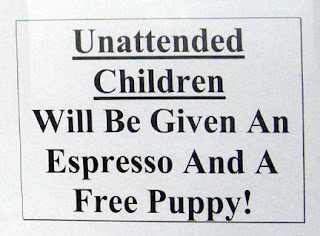 Unattended
Children
Will Be Given An
Espresso And A
Free Puppy!